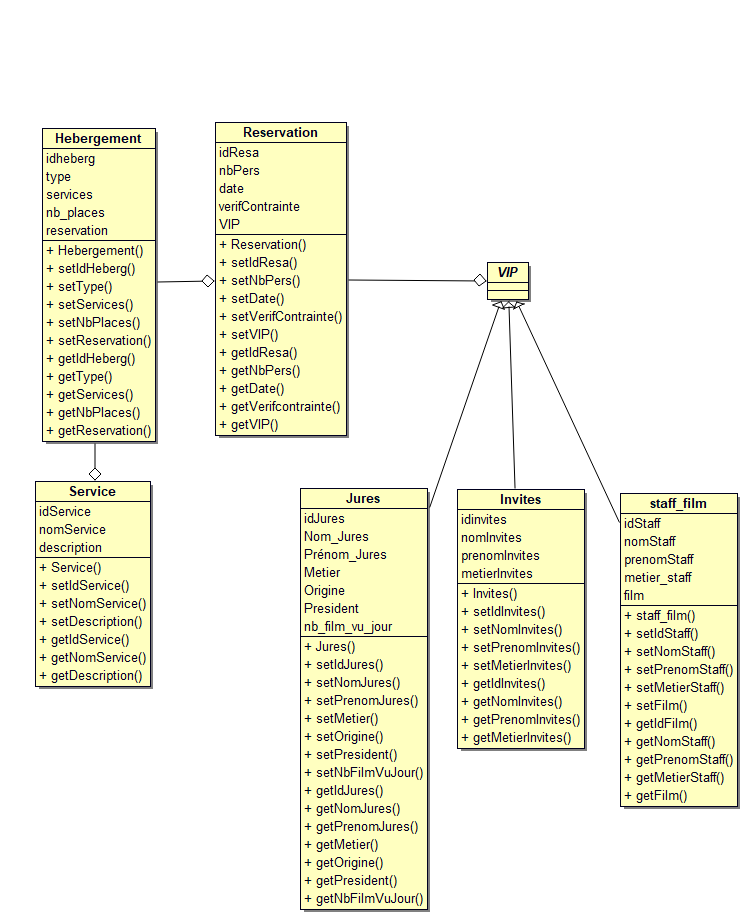 Hebergement
idheberg
type
services
nb_places
reservation
+ Hebergement()
+ setIdHeberg()
+ setType()
+ setServices()
+ setNbPlaces()
+ setReservation()
+ getIdHeberg()
+ getType()
+ getServices()
+ getNbPlaces()
+ getReservation()
Reservation
idResa
nbPers
date
verifContrainte
VIP
+ Reservation()
+ setIdResa()
+ setNbPers()
+ setDate()
+ setVerifContrainte()
+ setVIP()
+ getIdResa()
+ getNbPers()
+ getDate()
+ getVerifcontrainte()
+ getVIP()
VIP
Service
idService
nomService
description
+ Service()
+ setIdService()
+ setNomService()
+ setDescription()
+ getIdService()
+ getNomService()
+ getDescription()
Jures
idJures
Nom_Jures
Prénom_Jures
Metier
Origine
President
nb_film_vu_jour
+ Jures()
+ setIdJures()
+ setNomJures()
+ setPrenomJures()
+ setMetier()
+ setOrigine()
+ setPresident()
+ setNbFilmVuJour()
+ getIdJures()
+ getNomJures()
+ getPrenomJures()
+ getMetier()
+ getOrigine()
+ getPresident()
+ getNbFilmVuJour()
Invites
idinvites
nomInvites
prenomInvites
metierInvites
+ Invites()
+ setIdInvites()
+ setNomInvites()
+ setPrenomInvites()
+ setMetierInvites()
+ getIdInvites()
+ getNomInvites()
+ getPrenomInvites()
+ getMetierInvites()
staff_film
idStaff
nomStaff
prenomStaff
metier_staff
film
+ staff_film()
+ setIdStaff()
+ setNomStaff()
+ setPrenomStaff()
+ setMetierStaff()
+ setFilm()
+ getIdFilm()
+ getNomStaff()
+ getPrenomStaff()
+ getMetierStaff()
+ getFilm()